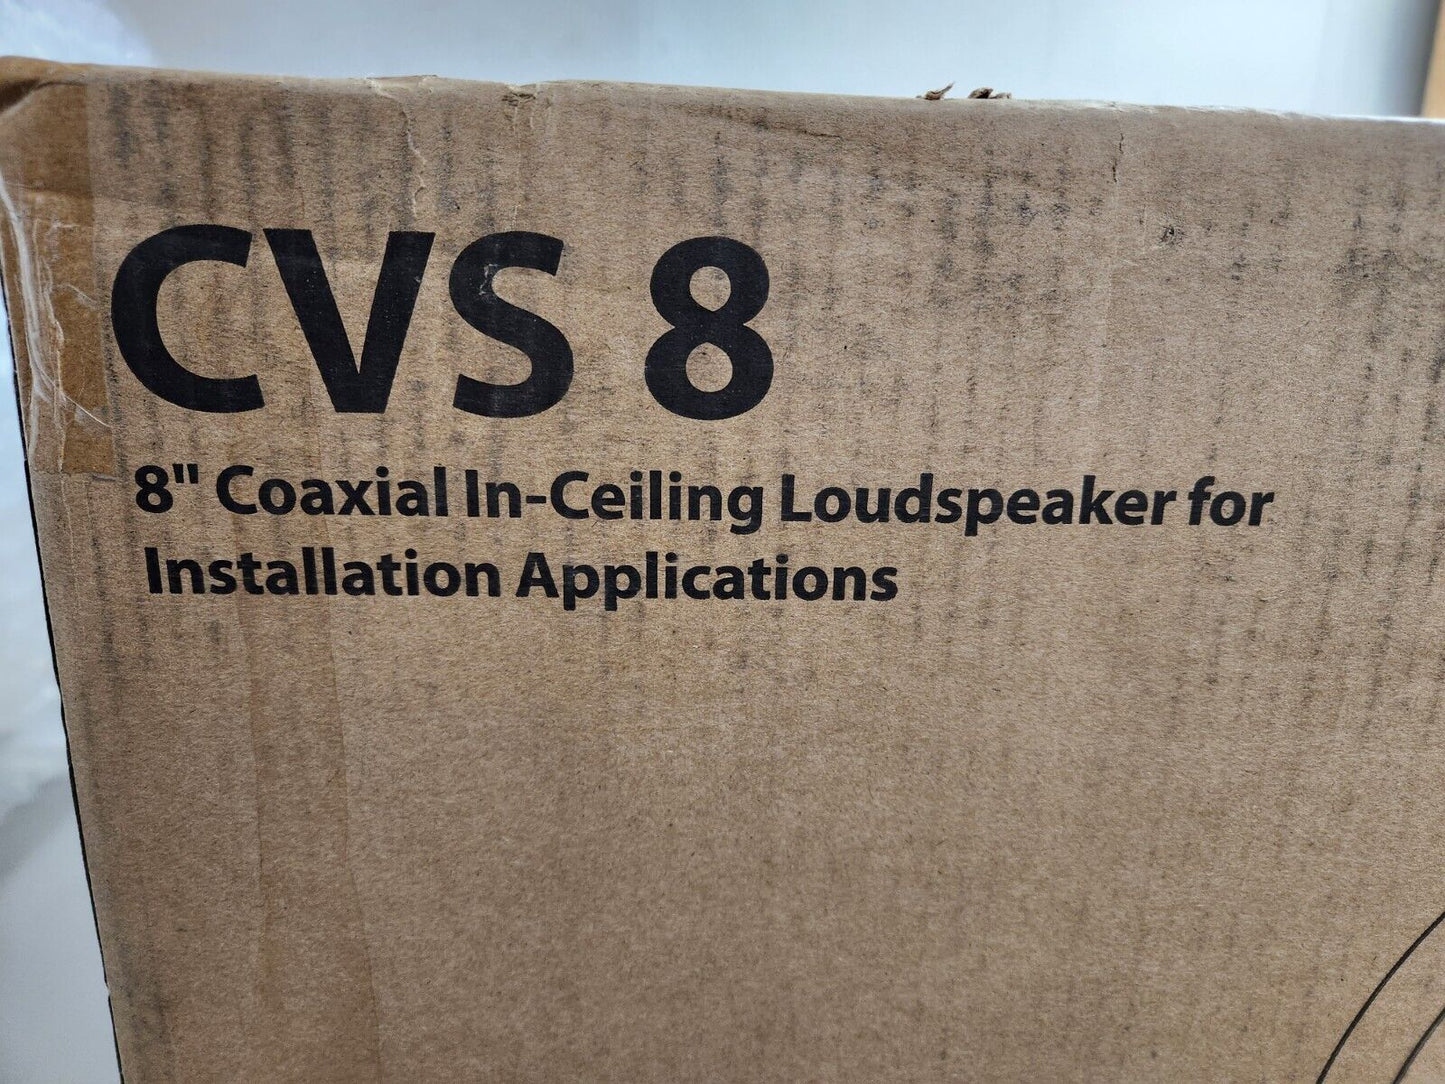 CVS 8
8" Coaxial In-Ceiling Loudspeaker for
Installation Applications